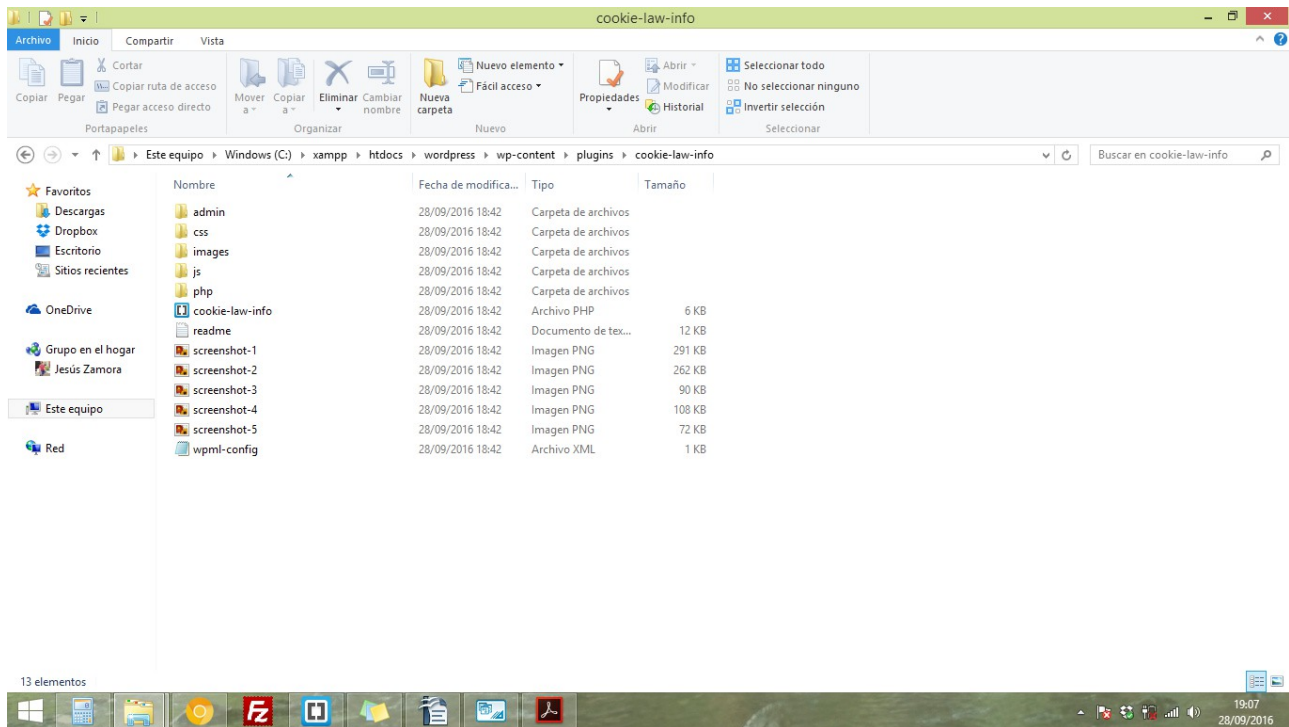 cookie-law-info
Archivo Inicio Compartir Vista
Copiar
Pegar
Cortar
Copiar ruta de acceso
Pegar acceso directo
Portapapeles
Mover a
Copiar a
Eliminar
Cambiar nombre
Organizar
Nueva carpeta
Nuevo elemento
Fácil acceso
Nuevo
Propiedades
Abrir
Modificar
Historial
Abrir
Seleccionar todo
No seleccionar ninguno
Invertir selección
Seleccionar
Este equipo Windows (C:) xampp htdocs wordpress wp-content plugins cookie-law-info
Buscar en cookie-law-info
Favoritos
Descargas
Dropbox
Escritorio
Sitios recientes
OneDrive
Grupo en el hogar
Jesús Zamora
Este equipo
Red
Nombre Fecha de modifica... Tipo Tamaño
admin 28/09/2016 18:42 Carpeta de archivos
css 28/09/2016 18:42 Carpeta de archivos
images 28/09/2016 18:42 Carpeta de archivos
js 28/09/2016 18:42 Carpeta de archivos
php 28/09/2016 18:42 Carpeta de archivos
cookie-law-info 28/09/2016 18:42 Archivo PHP 6 KB
readme 28/09/2016 18:42 Documento de tex... 12 KB
screenshot-1 28/09/2016 18:42 Imagen PNG 291 KB
screenshot-2 28/09/2016 18:42 Imagen PNG 262 KB
screenshot-3 28/09/2016 18:42 Imagen PNG 90 KB
screenshot-4 28/09/2016 18:42 Imagen PNG 108 KB
screenshot-5 28/09/2016 18:42 Imagen PNG 72 KB
wpml-config 28/09/2016 18:42 Archivo XML 1 KB
13 elementos
Fz
19:07
28/09/2016